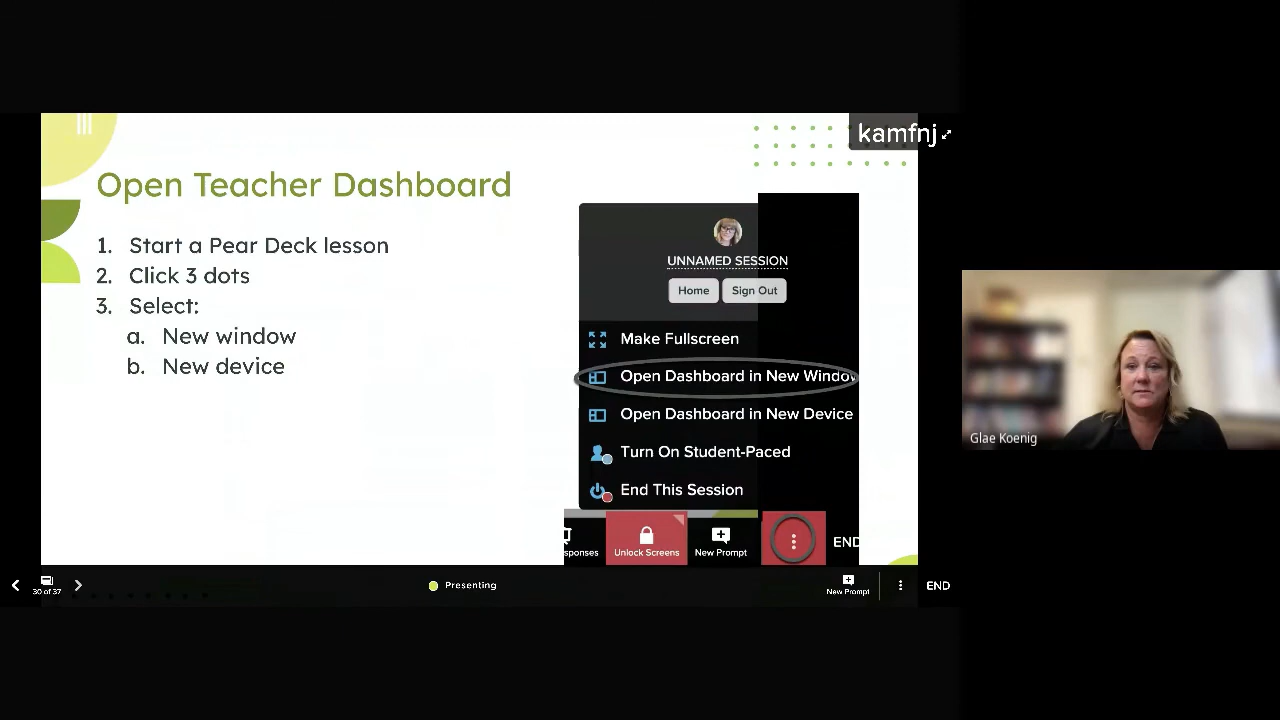 kamfnj
Open Teacher Dashboard
1. Start a Pear Deck lesson
2. Click 3 dots
3. Select:
a. New window
b. New device
UNNAMED SESSION
Home Sign Out
Make Fullscreen
Open Dashboard in New Windov
Open Dashboard in New Device
Turn On Student-Paced
End This Session
sponses Unlock Screens New Prompt END
Glae Koenig
30 of 37 Presenting New Prompt END